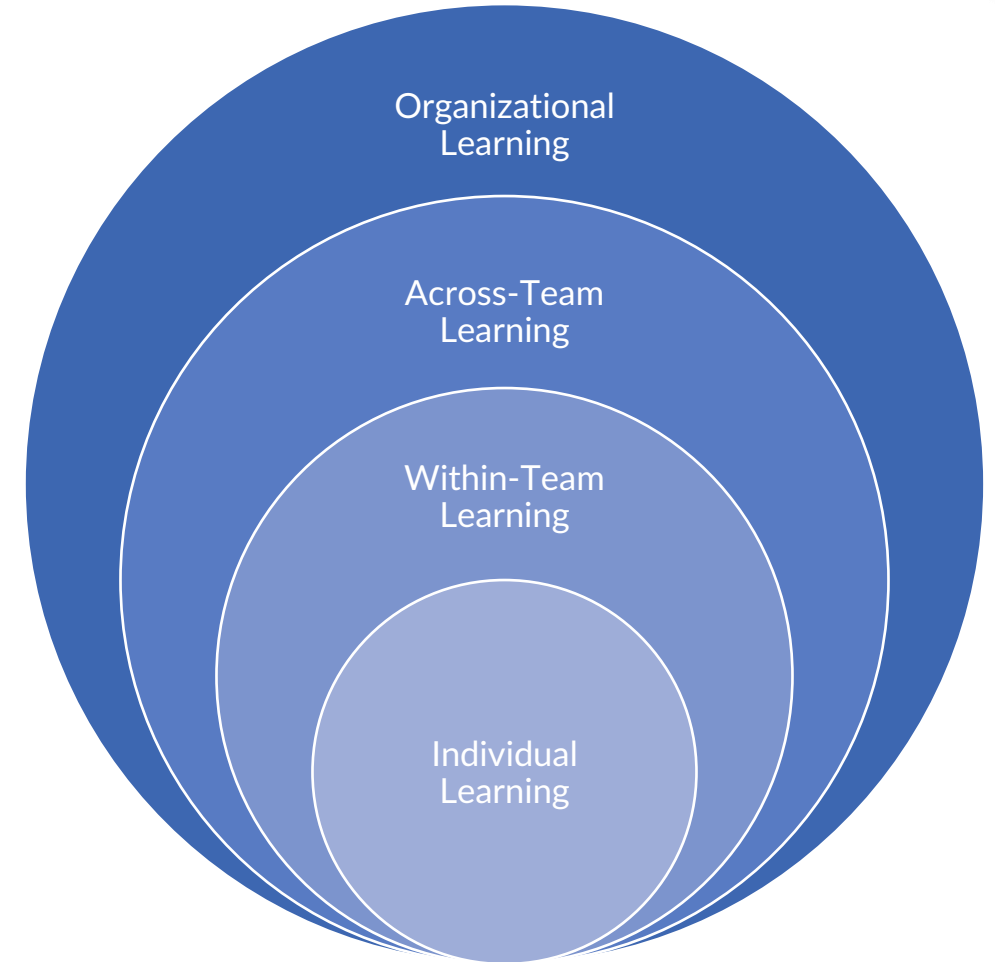 Organizational
Learning
Across-Team
Learning
Within-Team
Learning
Individual
Learning